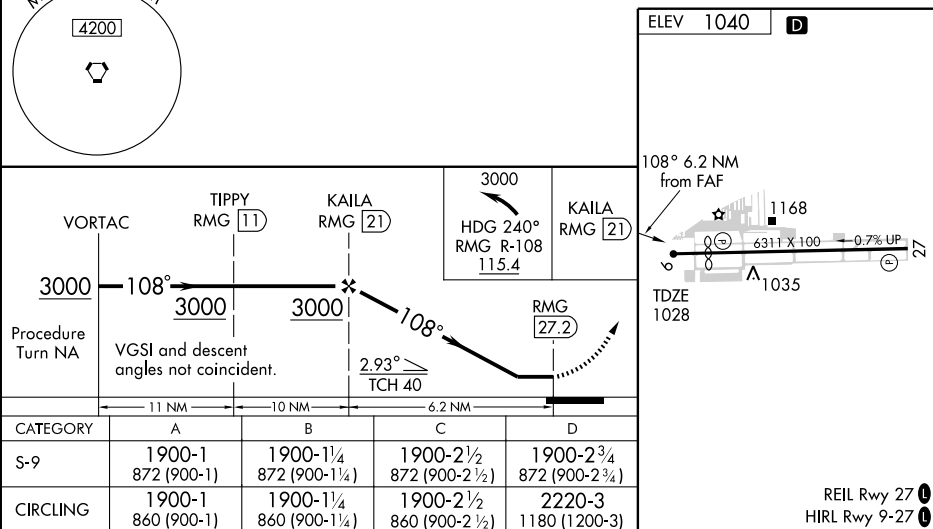 4200
ELEV 1040 D
108° 6.2 NM
from FAF
1168
6311 X 100
0.7% UP
P
P
9
27
1035
TDZE
1028
VORTAC
TIPPY
RMG 11
KAILA
RMG 21
3000
HDG 240°
RMG R-108
115.4
KAILA
RMG 21
3000
108°
3000
3000
108°
RMG
27.2
Procedure
Turn NA
VGSI and descent
angles not coincident.
2.93°
TCH 40
11 NM
10 NM
6.2 NM
CATEGORY A B C D
S-9 1900-1 1900-1¼ 1900-2½ 1900-2¾
872 (900-1) 872 (900-1¼) 872 (900-2½) 872 (900-2¾)
CIRCLING 1900-1 1900-1¼ 1900-2½ 2220-3
860 (900-1) 860 (900-1¼) 860 (900-2½) 1180 (1200-3)
REIL Rwy 27 L
HIRL Rwy 9-27 L